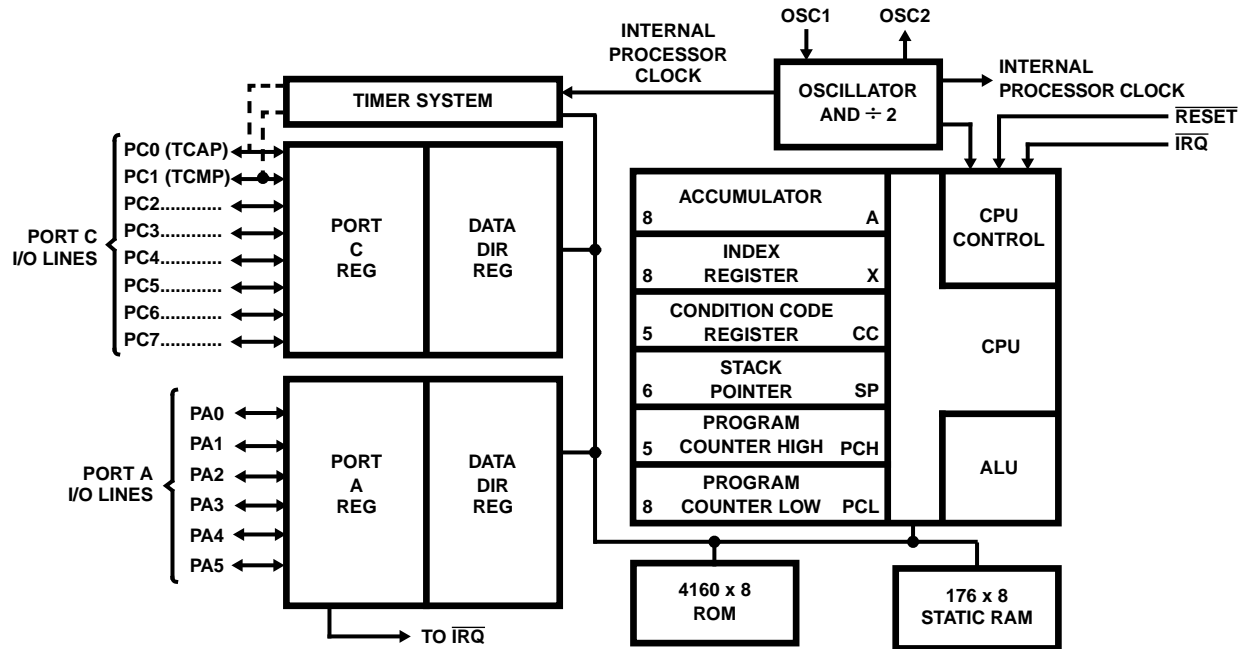 OSC1
OSC2
INTERNAL
PROCESSOR
CLOCK
TIMER SYSTEM
OSCILLATOR
AND ÷ 2
INTERNAL
PROCESSOR CLOCK
RESET
IRQ
PORT C
I/O LINES
PC0 (TCAP)
PC1 (TCMP)
PC2............
PC3............
PC4............
PC5............
PC6............
PC7............
PORT
C
REG
DATA
DIR
REG
ACCUMULATOR
8 A
INDEX
REGISTER
8 X
CONDITION CODE
REGISTER
5 CC
STACK
POINTER
6 SP
PROGRAM
COUNTER HIGH
5 PCH
PROGRAM
COUNTER LOW
8 PCL
CPU
CONTROL
CPU
ALU
PORT A
I/O LINES
PA0
PA1
PA2
PA3
PA4
PA5
PORT
A
REG
DATA
DIR
REG
TO IRQ
4160 x 8
ROM
176 x 8
STATIC RAM